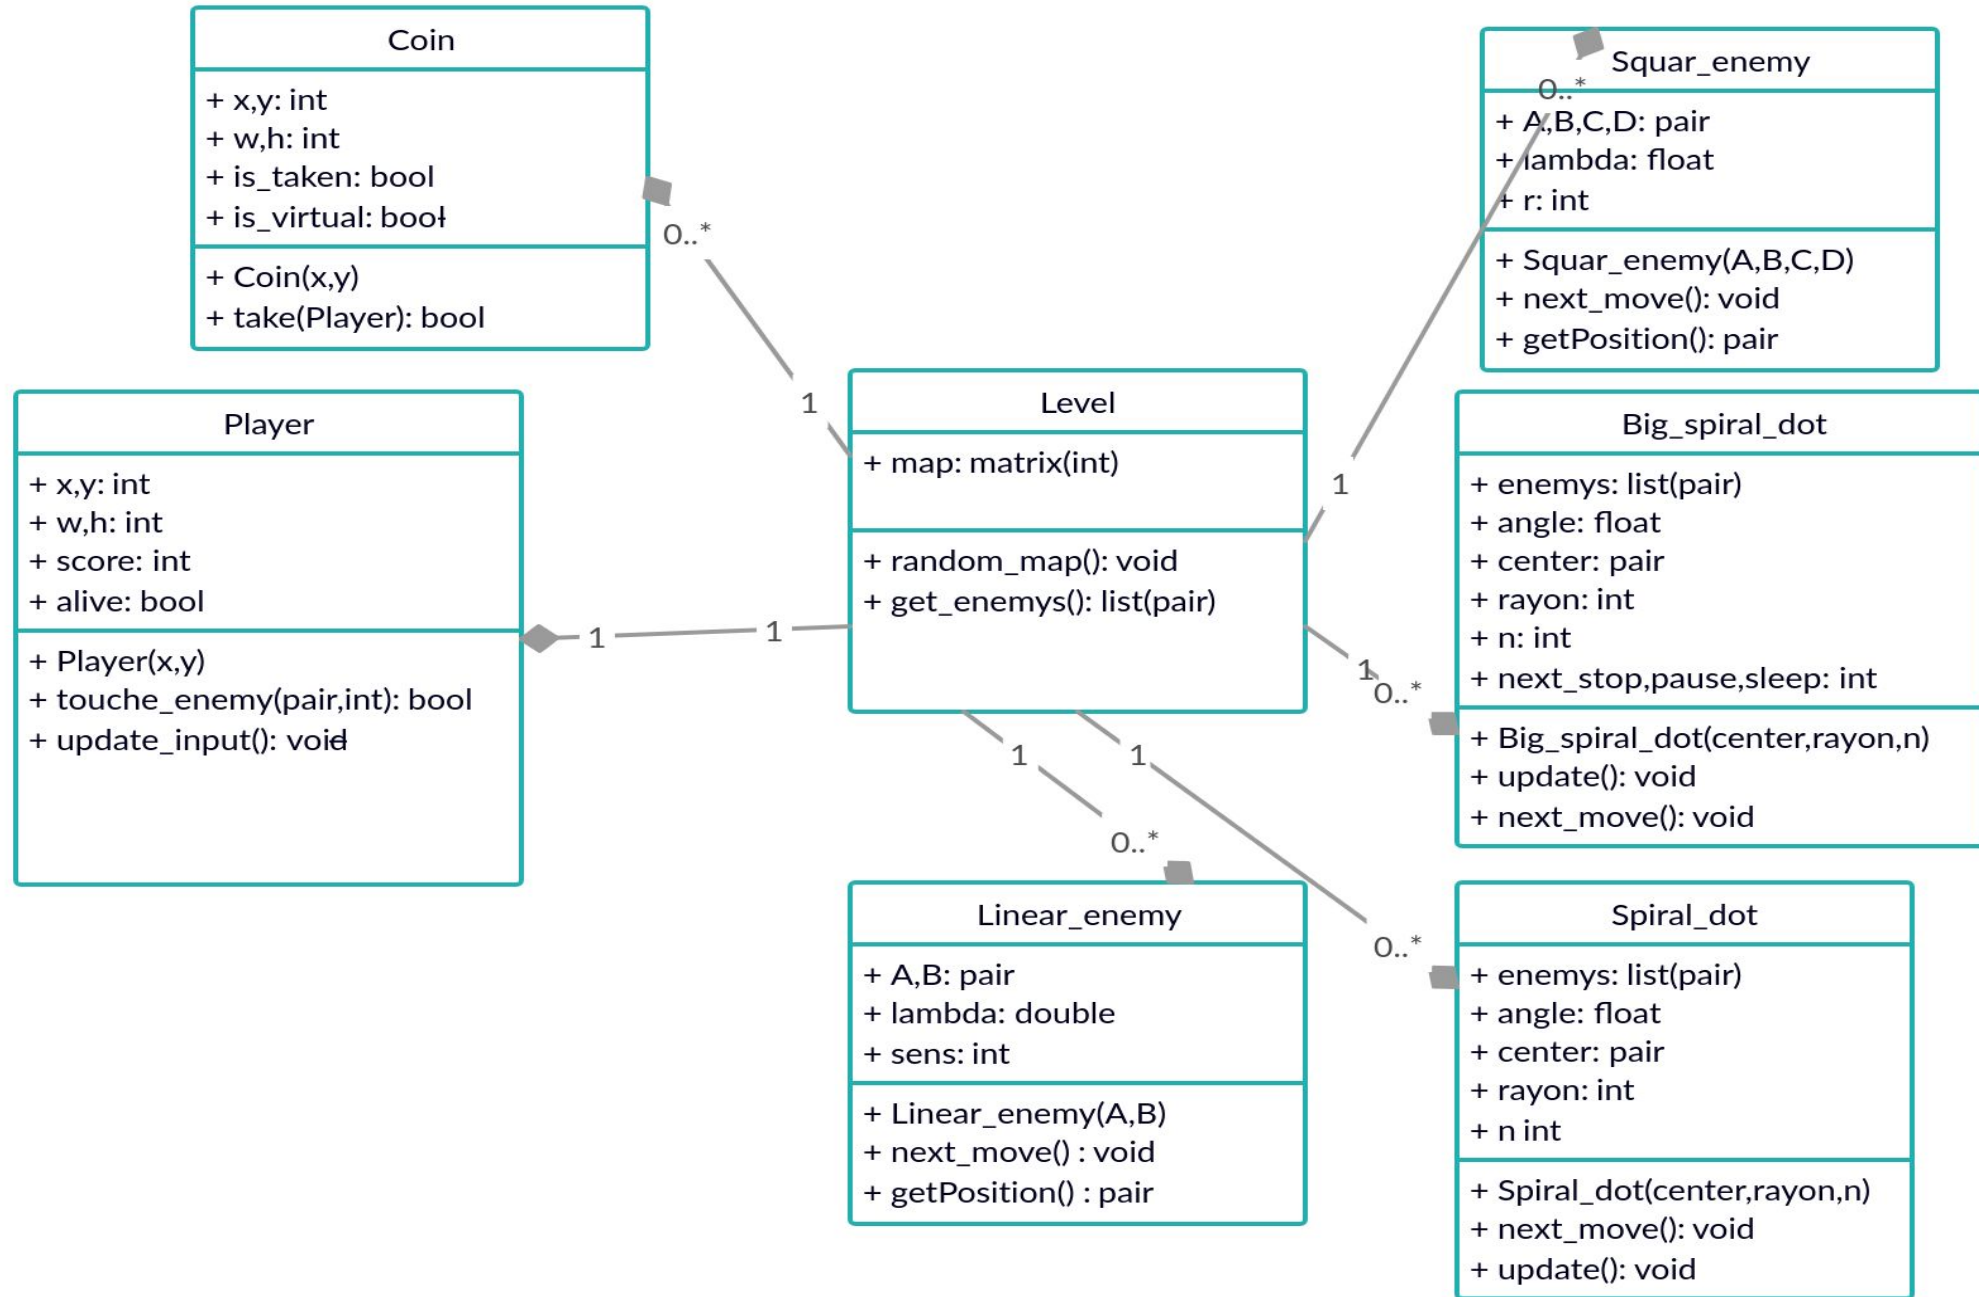 Coin
+ x,y: int
+ w,h: int
+ is_taken: bool
+ is_virtual: bool
+ Coin(x,y)
+ take(Player): bool
0..*
1
Player
+ x,y: int
+ w,h: int
+ score: int
+ alive: bool
+ Player(x,y)
+ touche_enemy(pair,int): bool
+ update_input(): void
1
1
Level
+ map: matrix(int)
+ random_map(): void
+ get_enemys(): list(pair)
Squar_enemy
0..*
+ A,B,C,D: pair
+ lambda: float
+ r: int
+ Squar_enemy(A,B,C,D)
+ next_move(): void
+ getPosition(): pair
1
Big_spiral_dot
+ enemys: list(pair)
+ angle: float
+ center: pair
+ rayon: int
+ n: int
+ next_stop,pause,sleep: int
+ Big_spiral_dot(center,rayon,n)
+ update(): void
+ next_move(): void
1
0..*
1
0..*
1
0..*
Linear_enemy
+ A,B: pair
+ lambda: double
+ sens: int
+ Linear_enemy(A,B)
+ next_move() : void
+ getPosition() : pair
Spiral_dot
+ enemys: list(pair)
+ angle: float
+ center: pair
+ rayon: int
+ n int
+ Spiral_dot(center,rayon,n)
+ next_move(): void
+ update(): void